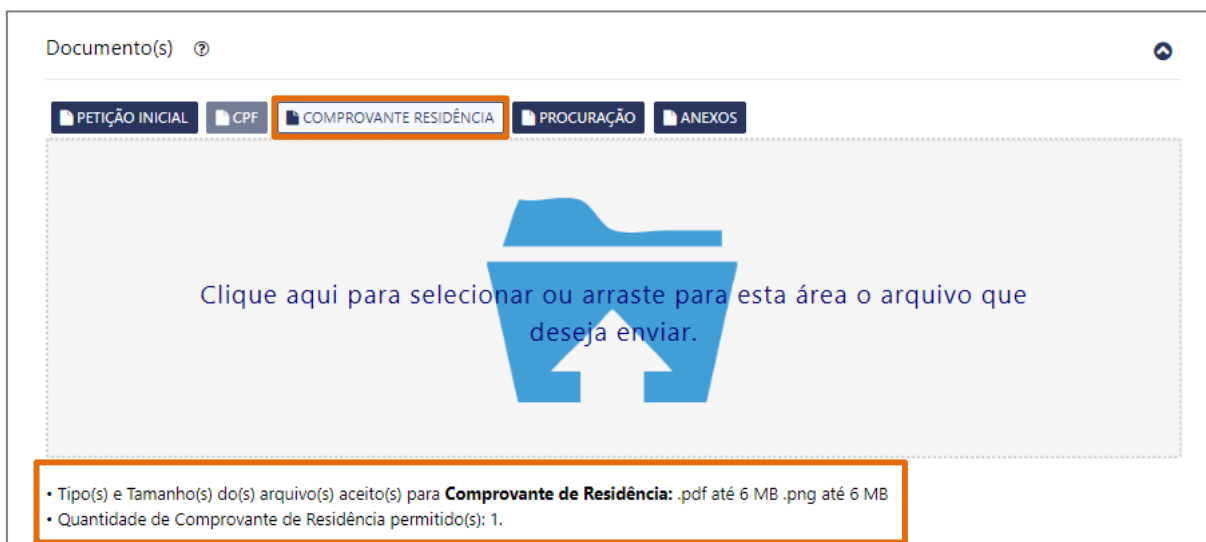 Documento(s) ?
PETIÇÃO INICIAL CPF COMPROVANTE RESIDÊNCIA PROCURAÇÃO ANEXOS
Clique aqui para selecionar ou arraste para esta área o arquivo que
deseja enviar.
• Tipo(s) e Tamanho(s) do(s) arquivo(s) aceito(s) para Comprovante de Residência: .pdf até 6 MB .png até 6 MB
• Quantidade de Comprovante de Residência permitido(s): 1.